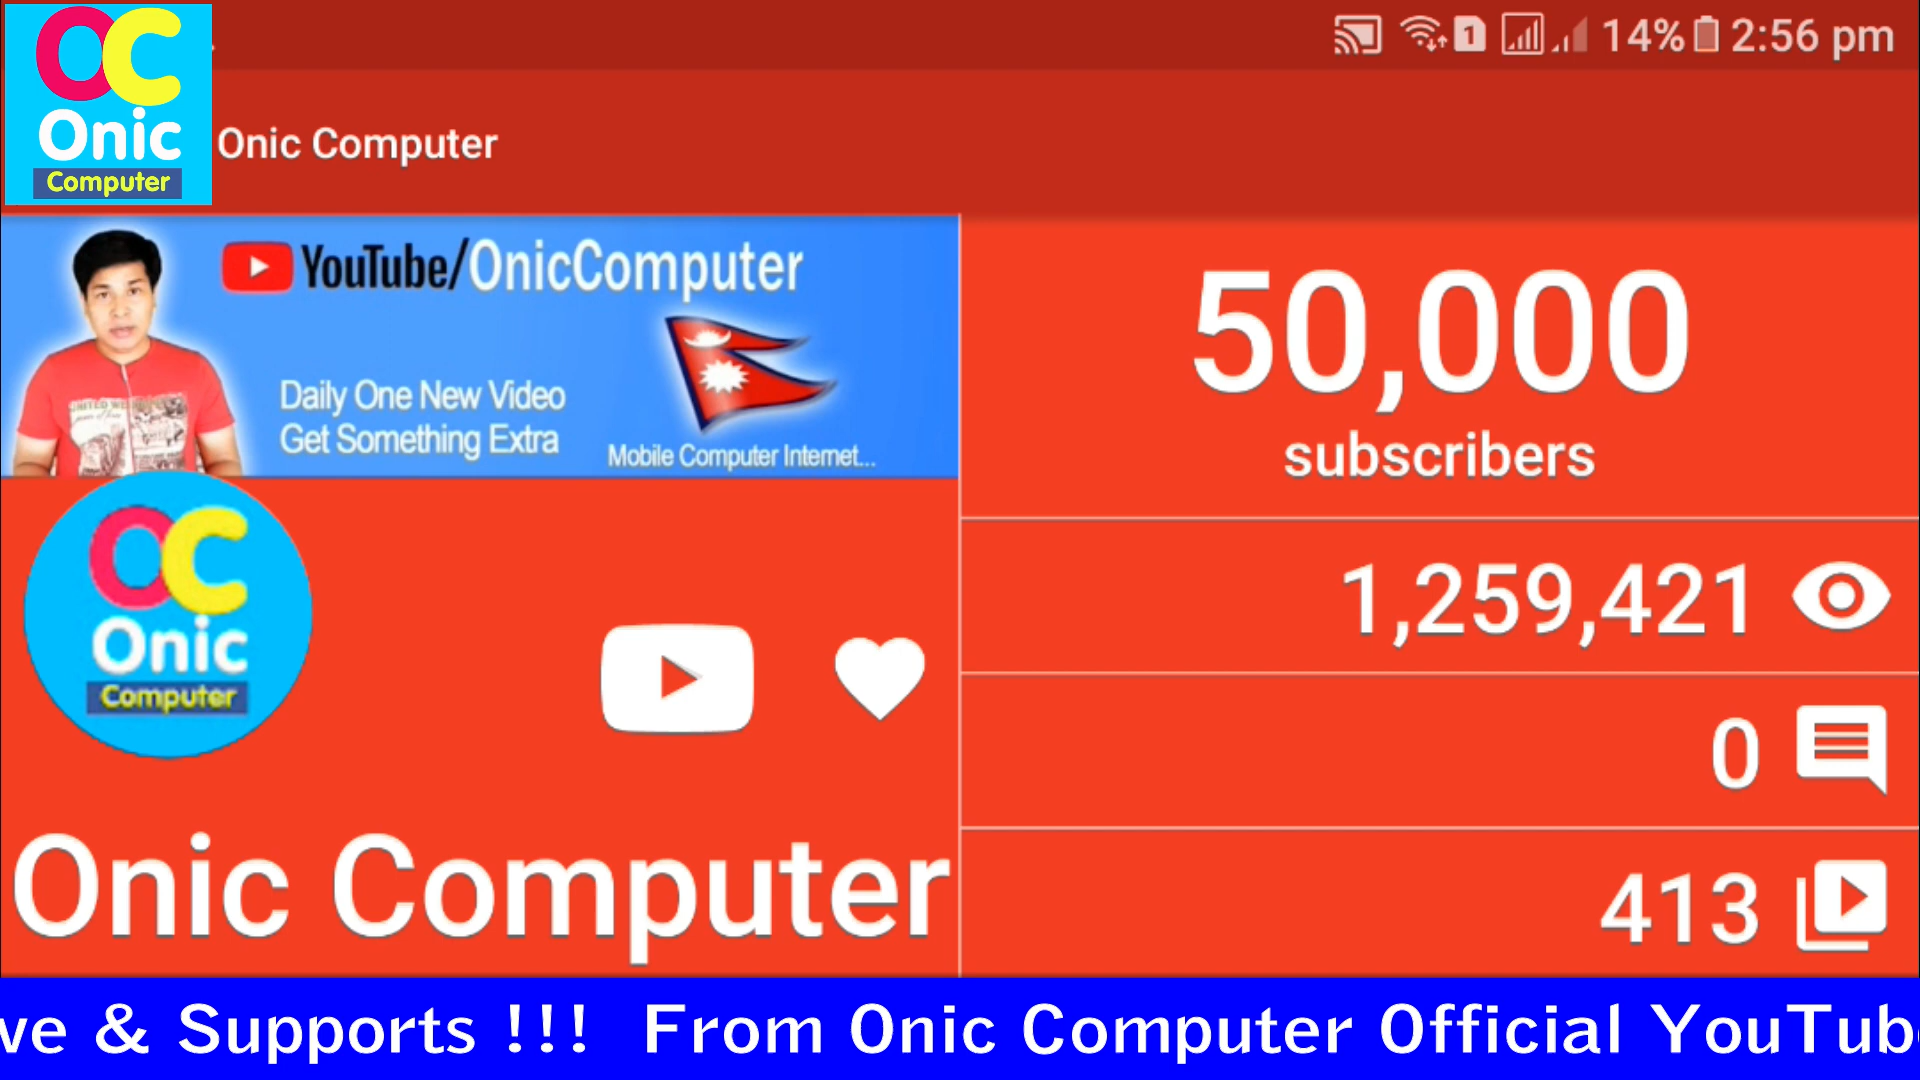 OC
Onic
Computer
1
14%
2:56 pm
Onic Computer
YouTube/OnicComputer
Daily One New Video
Get Something Extra
Mobile Computer Internet...
50,000
subscribers
1,259,421
0
413
OC
Onic
Computer
Onic Computer
ve & Supports !!! From Onic Computer Official YouTub